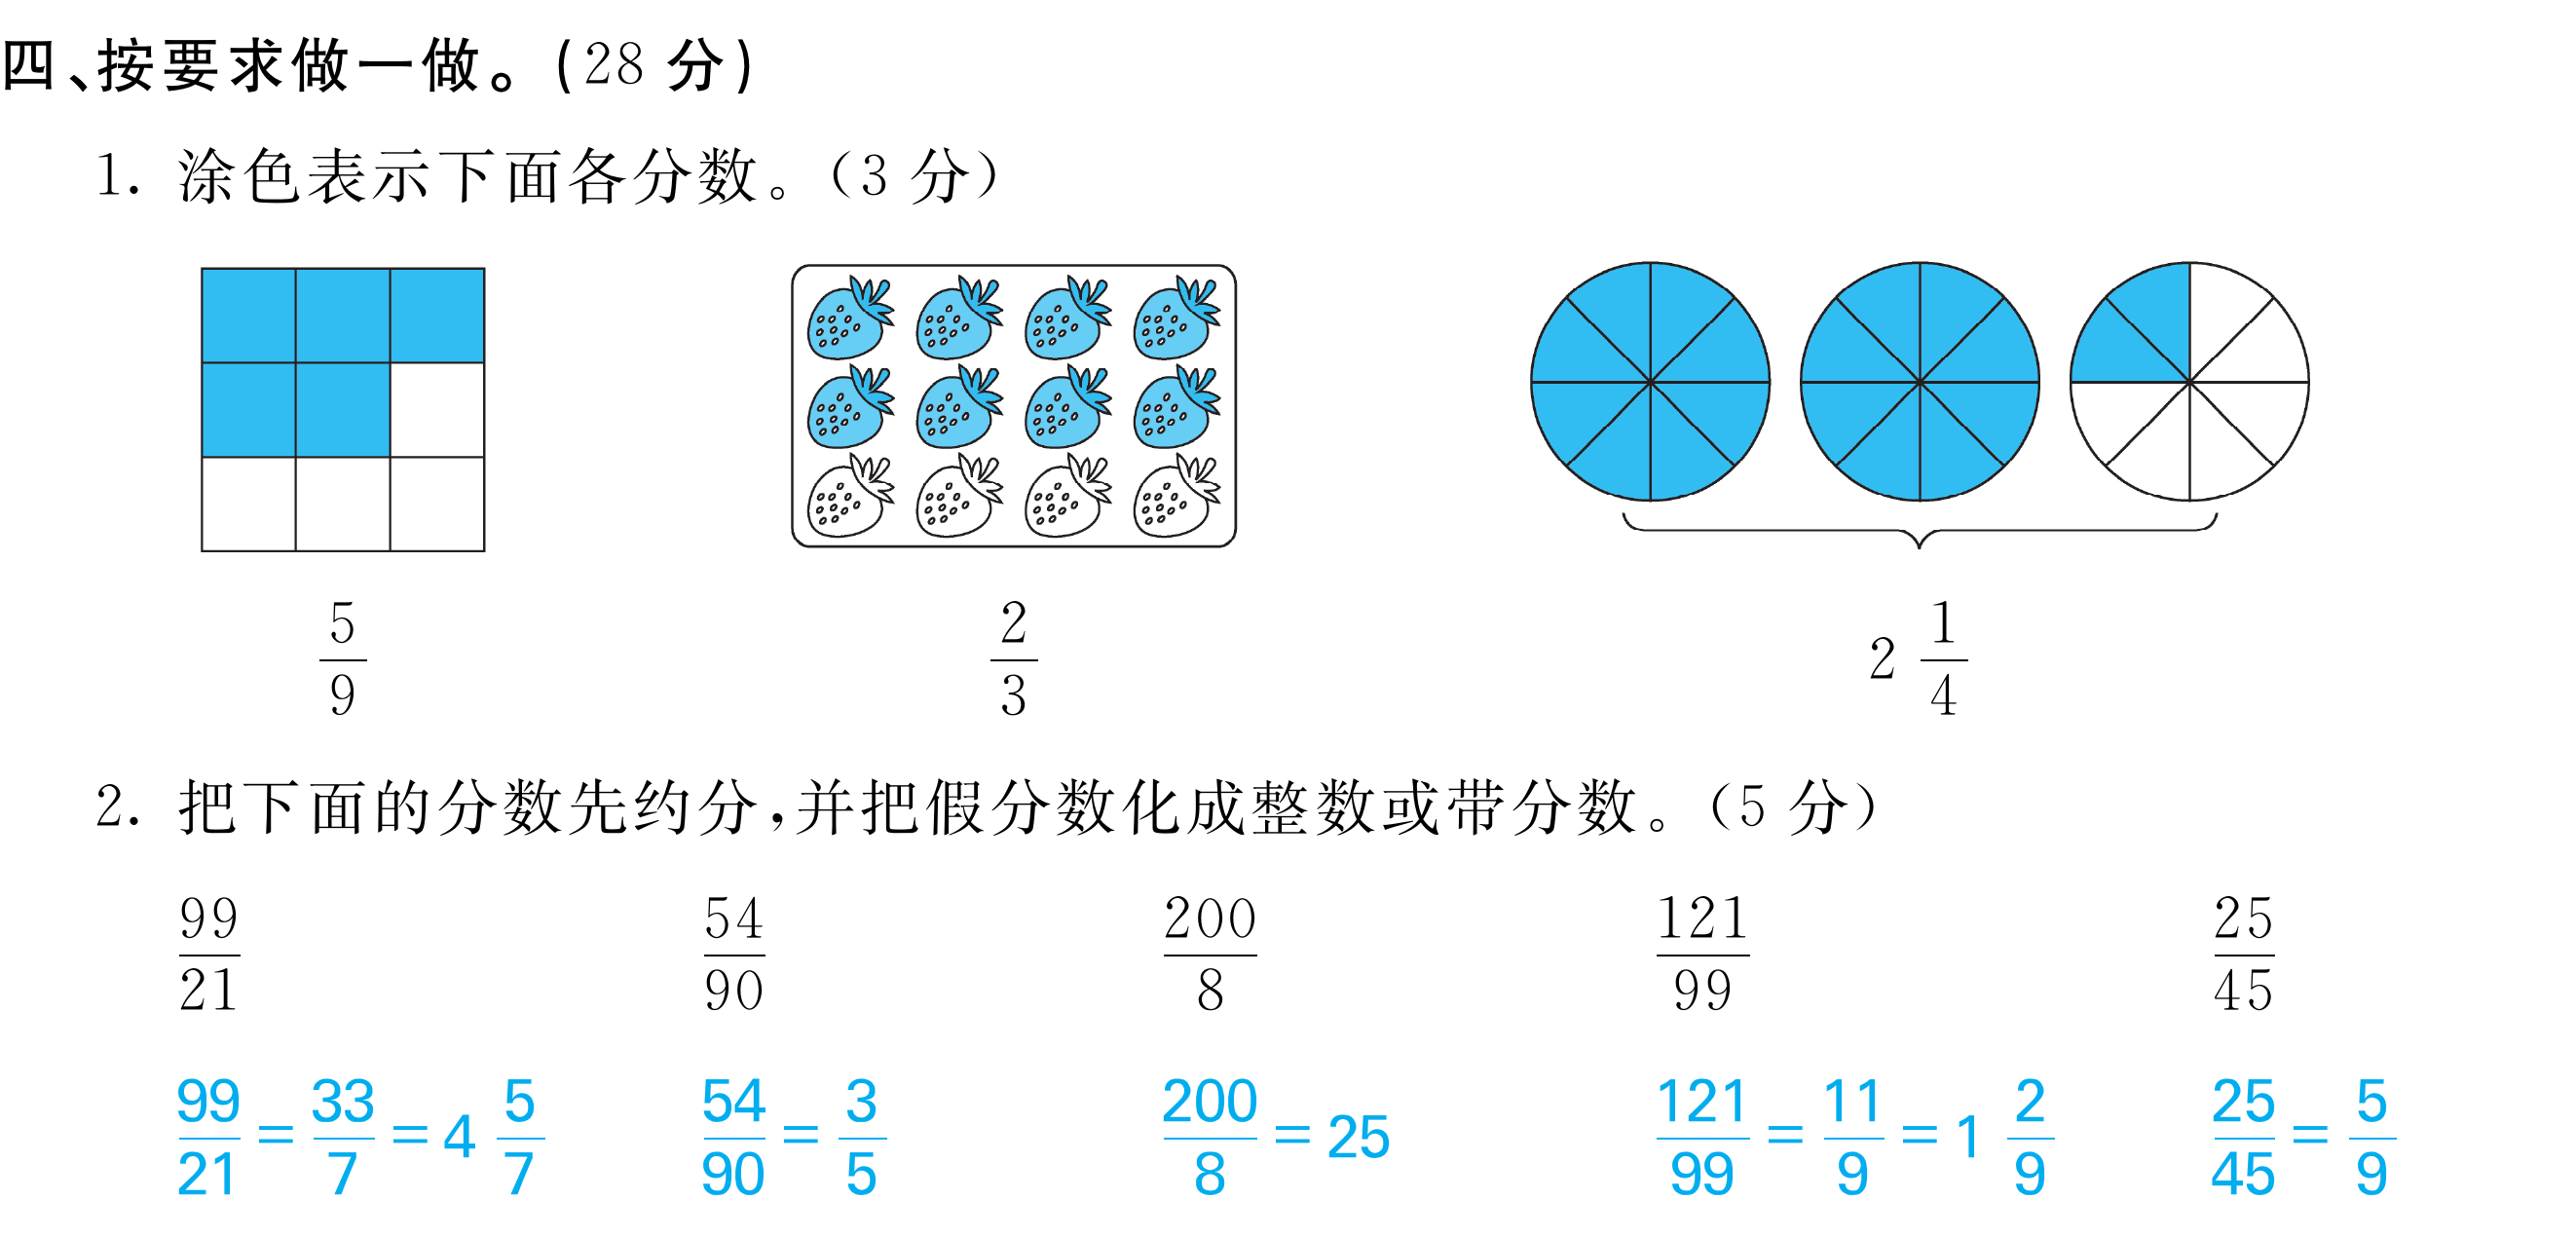 四、按要求做一做。(28 分)
1. 涂色表示下面各分数。(3 分)
5/9 2/3 2 1/4
2. 把下面的分数先约分,并把假分数化成整数或带分数。(5 分)
99/21 54/90 200/8 121/99 25/45
99/21 = 33/7 = 4 5/7 54/90 = 3/5 200/8 = 25 121/99 = 11/9 = 1 2/9 25/45 = 5/9